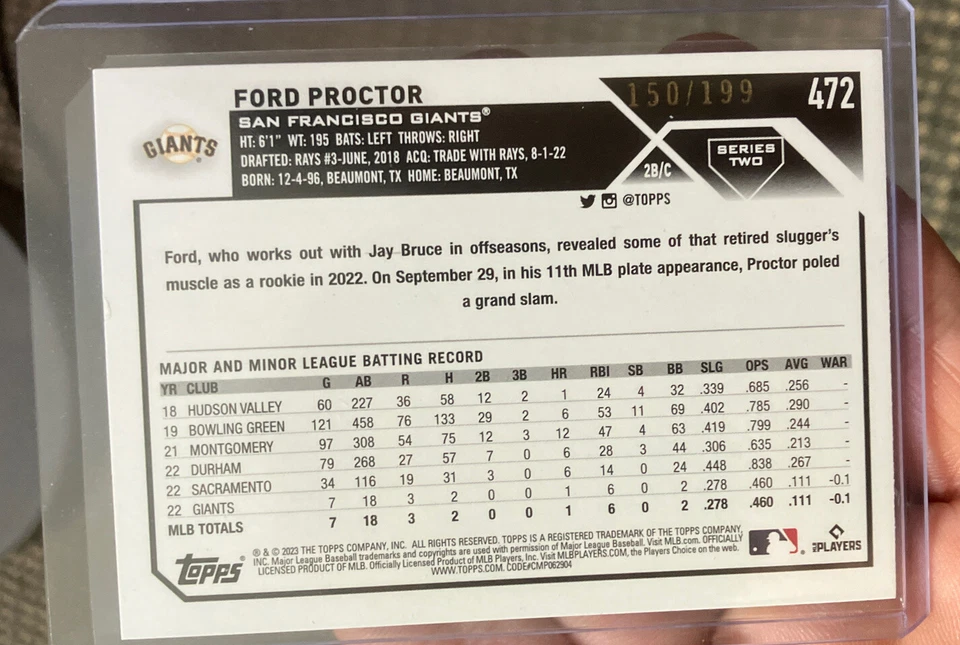 FORD PROCTOR
150/199
472
SAN FRANCISCO GIANTS®
HT: 6'1" WT: 195 BATS: LEFT THROWS: RIGHT
DRAFTED: RAYS #3-JUNE, 2018 ACQ: TRADE WITH RAYS, 8-1-22
BORN: 12-4-96, BEAUMONT, TX HOME: BEAUMONT, TX
GIANTS
2B/C
SERIES
TWO
@TOPPS
Ford, who works out with Jay Bruce in offseasons, revealed some of that retired slugger's
muscle as a rookie in 2022. On September 29, in his 11th MLB plate appearance, Proctor poled
a grand slam.
MAJOR AND MINOR LEAGUE BATTING RECORD
YR CLUB G AB R H 2B 3B HR RBI SB BB SLG OPS AVG WAR
18 HUDSON VALLEY 60 227 36 58 12 2 1 24 4 32 .339 .685 .256 -
19 BOWLING GREEN 121 458 76 133 29 2 6 53 11 69 .402 .785 .290 -
21 MONTGOMERY 97 308 54 75 12 3 12 47 4 63 .419 .799 .244 -
22 DURHAM 79 268 27 57 7 0 6 28 3 44 .306 .635 .213 -
22 SACRAMENTO 34 116 19 31 3 0 6 14 0 24 .448 .838 .267 -
22 GIANTS 7 18 3 2 0 0 1 6 0 2 .278 .460 .111 -0.1
MLB TOTALS 7 18 3 2 0 0 1 6 0 2 .278 .460 .111 -0.1
Topps®
® & © 2023 THE TOPPS COMPANY, INC. ALL RIGHTS RESERVED. TOPPS IS A REGISTERED TRADEMARK OF THE TOPPS COMPANY,
INC. Major League Baseball trademarks and copyrights are used with permission of Major League Baseball. Visit MLB.com. OFFICIALLY
LICENSED PRODUCT OF MLB. Officially Licensed Product of MLB Players, Inc. Visit MLBPLAYERS.COM, the Players Choice on the web.
WWW.TOPPS.COM. CODE#CMP062904
MLB PLAYERS